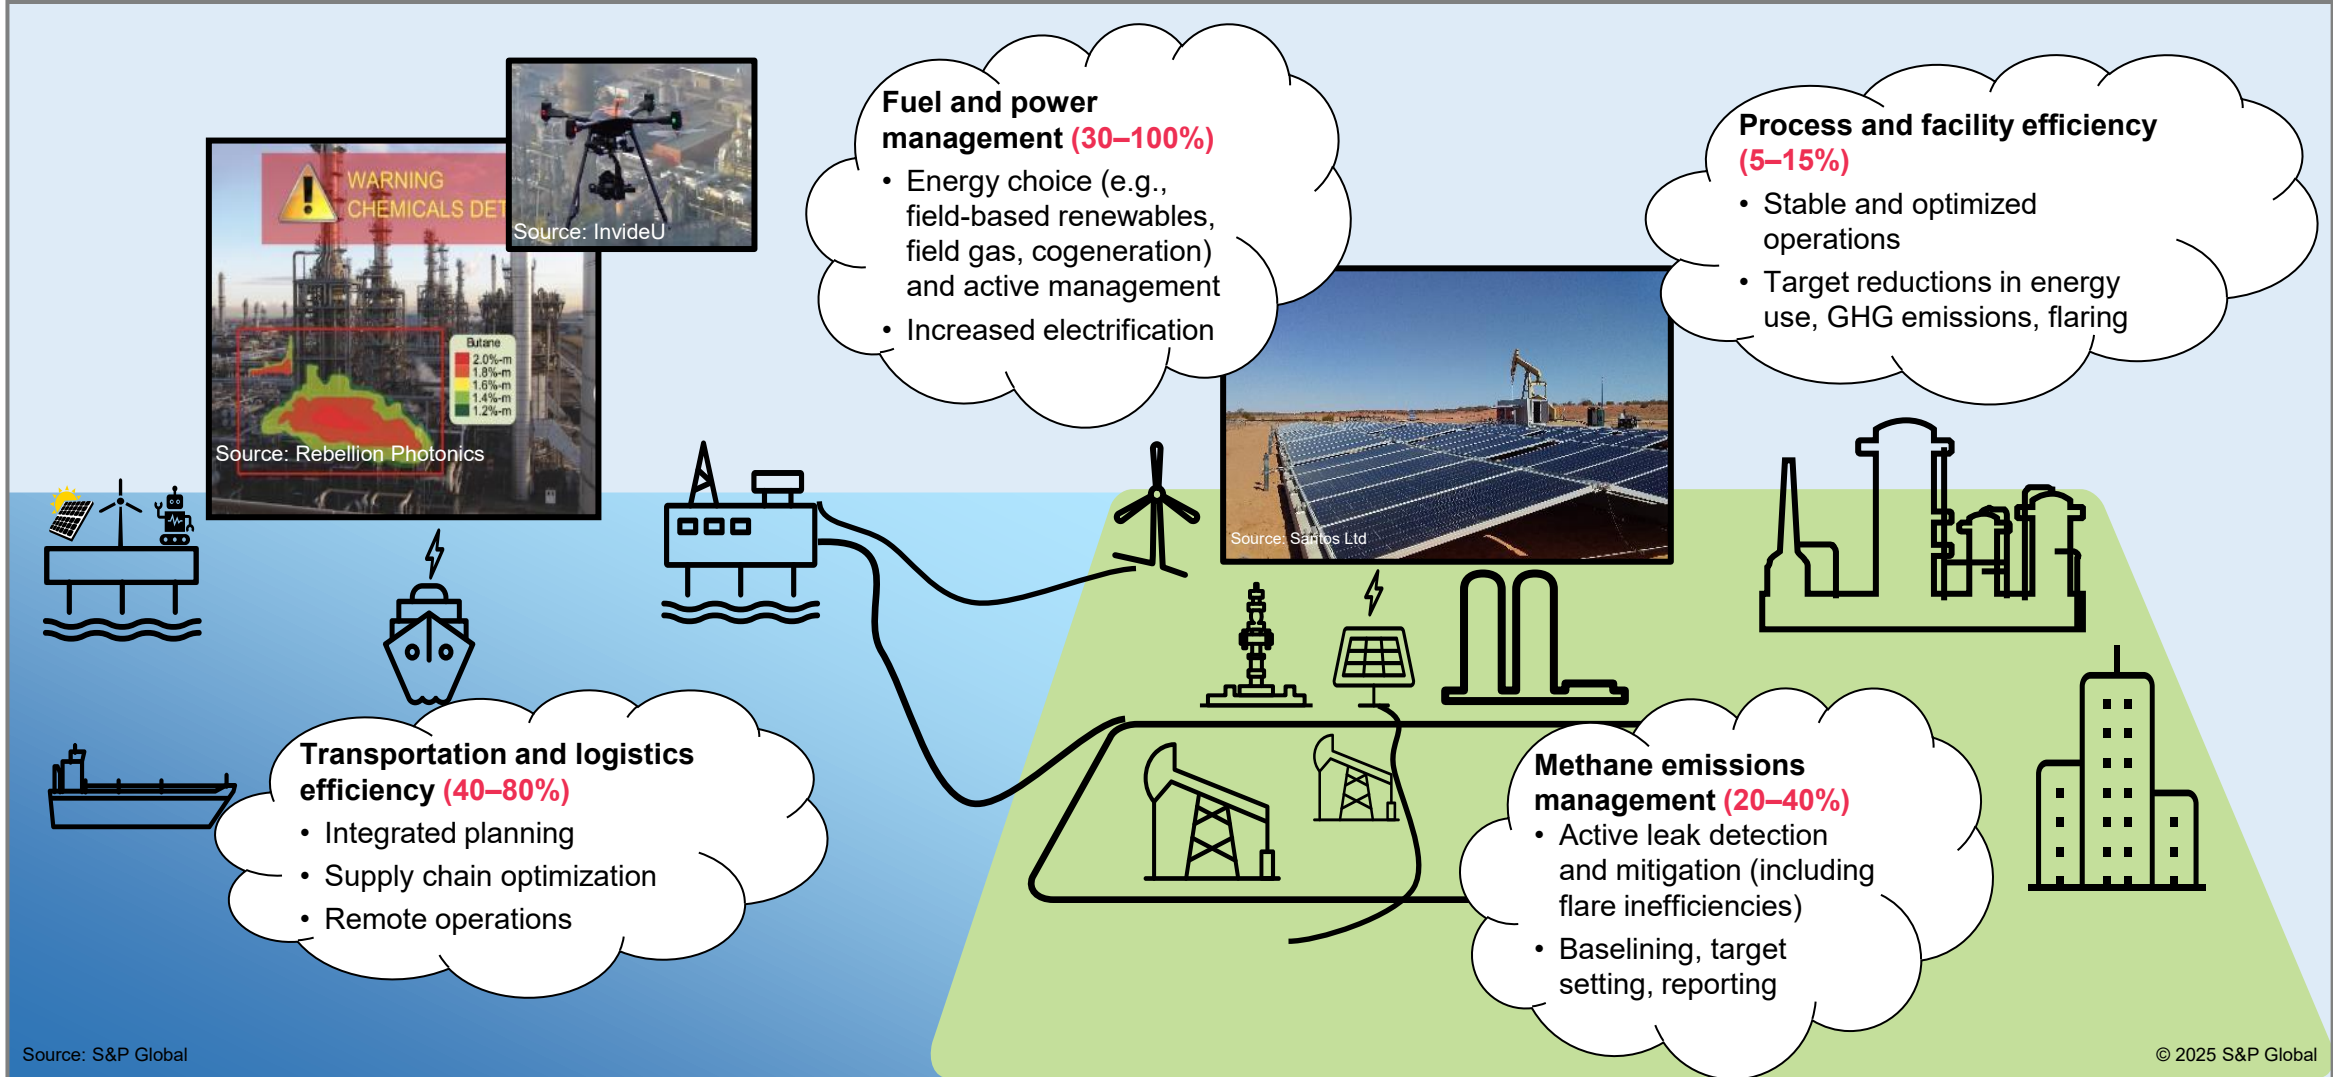 Fuel and power
management (30–100%)
• Energy choice (e.g.,
field-based renewables,
field gas, cogeneration)
and active management
• Increased electrification
Process and facility efficiency
(5–15%)
• Stable and optimized
operations
• Target reductions in energy
use, GHG emissions, flaring
WARNING
CHEMICALS DET
Source: InvideU
Butane
2.0%-m
1.8%-m
1.6%-m
1.4%-m
1.2%-m
Source: Rebellion Photonics
Source: Santos Ltd
Transportation and logistics
efficiency (40–80%)
• Integrated planning
• Supply chain optimization
• Remote operations
Methane emissions
management (20–40%)
• Active leak detection
and mitigation (including
flare inefficiencies)
• Baselining, target
setting, reporting
Source: S&P Global
© 2025 S&P Global